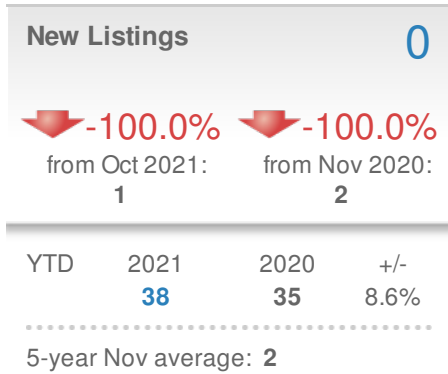 New Listings 0
-100.0% -100.0%
from Oct 2021: from Nov 2020:
1 2
YTD 2021 2020 +/-
38 35 8.6%
5-year Nov average: 2